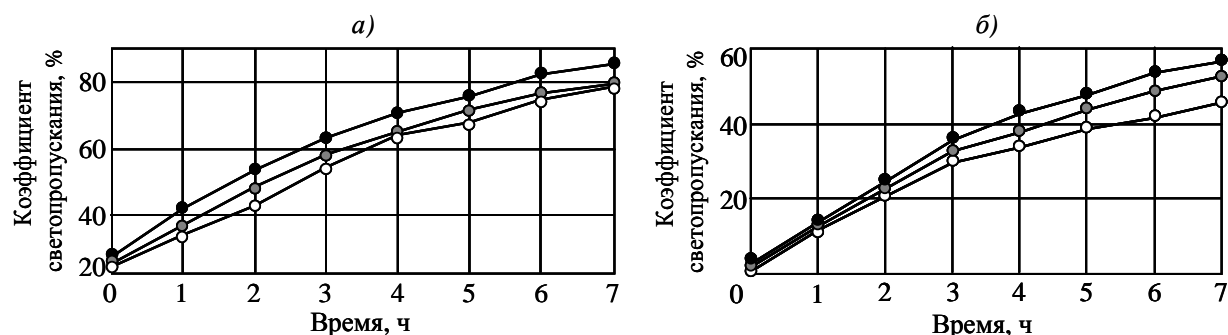 а)
Коэффициент
светопропускания, %
80
60
40
20
0 1 2 3 4 5 6 7
Время, ч
б)
Коэффициент
светопропускания, %
60
40
20
0 1 2 3 4 5 6 7
Время, ч